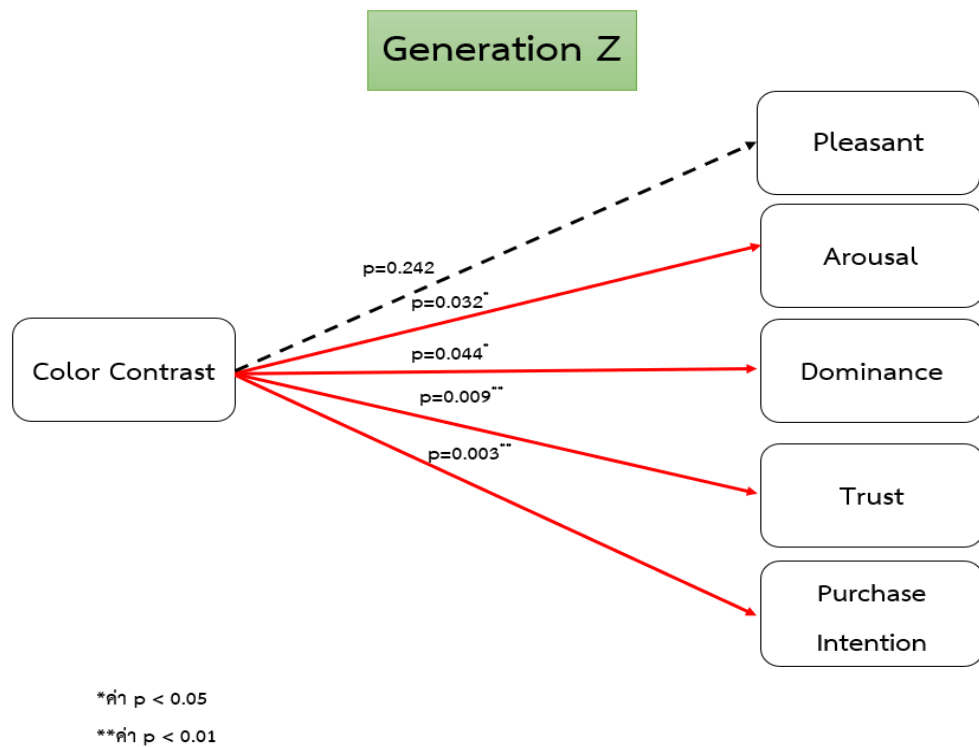 Generation Z
Pleasant
p=0.242
Arousal
p=0.032*
Color Contrast
p=0.044*
Dominance
p=0.009**
Trust
p=0.003**
Purchase
Intention
*ค่า p < 0.05
**ค่า p < 0.01